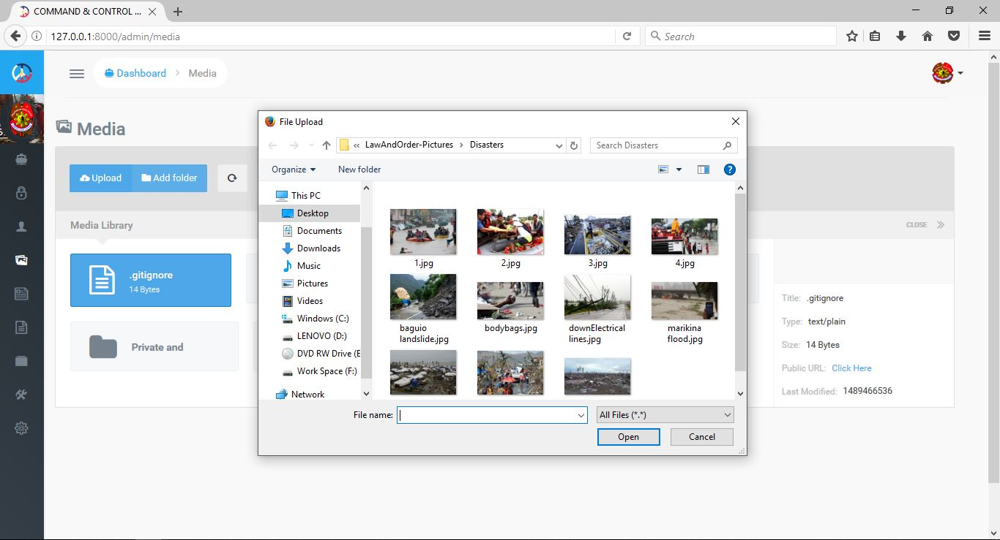 COMMAND & CONTROL ...
127.0.0.1:8000/admin/media
Search
Dashboard
Media
Media
Upload
Add folder
Media Library
CLOSE
.gitignore
14 Bytes
Private and
Title: .gitignore
Type: text/plain
Size: 14 Bytes
Public URL: Click Here
Last Modified: 1489466536
File Upload
« LawAndOrder-Pictures > Disasters
Search Disasters
Organize
New folder
This PC
Desktop
Documents
Downloads
Music
Pictures
Videos
Windows (C:)
LENOVO (D:)
DVD RW Drive (E
Work Space (F:)
Network
1.jpg
2.jpg
3.jpg
4.jpg
baguio
landslide.jpg
bodybags.jpg
downElectrical
lines.jpg
marikina
flood.jpg
File name:
All Files (*.*)
Open
Cancel